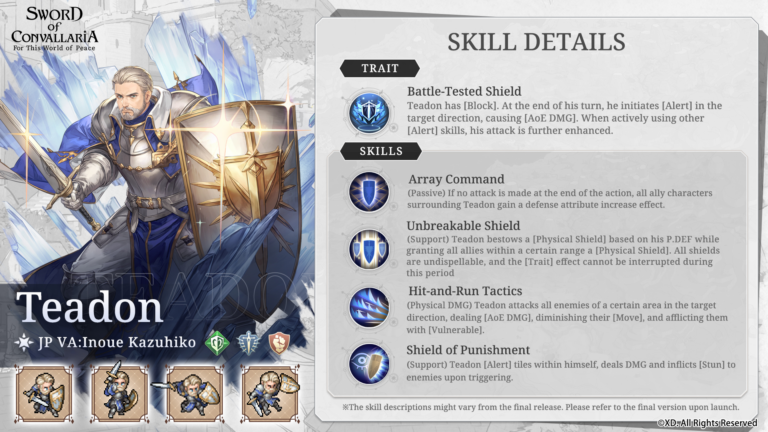 SWORD
of
CONVALLARIA
For This World of Peace
SKILL DETAILS
TRAIT
Battle-Tested Shield
Teadon has [Block]. At the end of his turn, he initiates [Alert] in the
target direction, causing [AoE DMG]. When actively using other
[Alert] skills, his attack is further enhanced.
SKILLS
Array Command
(Passive) If no attack is made at the end of the action, all ally characters
surrounding Teadon gain a defense attribute increase effect.
Unbreakable Shield
(Support) Teadon bestows a [Physical Shield] based on his P.DEF while
granting all allies within a certain range a [Physical Shield]. All shields
are undispellable, and the [Trait] effect cannot be interrupted during
this period
Hit-and-Run Tactics
(Physical DMG) Teadon attacks all enemies of a certain area in the target
direction, dealing [AoE DMG], diminishing their [Move], and afflicting them
with [Vulnerable].
Shield of Punishment
(Support) Teadon [Alert] tiles within himself, deals DMG and inflicts [Stun] to
enemies upon triggering.
TEADON
Teadon
JP VA:Inoue Kazuhiko
※The skill descriptions might vary from the final release. Please refer to the final version upon launch.
©XD. All Rights Reserved